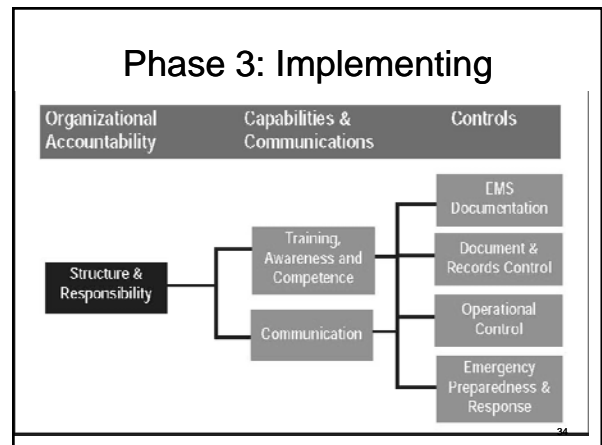 Phase 3: Implementing
Organizational
Accountability
Capabilities &
Communications
Controls
Structure &
Responsibility
Training,
Awareness and
Competence
Communication
EMS
Documentation
Document &
Records Control
Operational
Control
Emergency
Preparedness &
Response
34